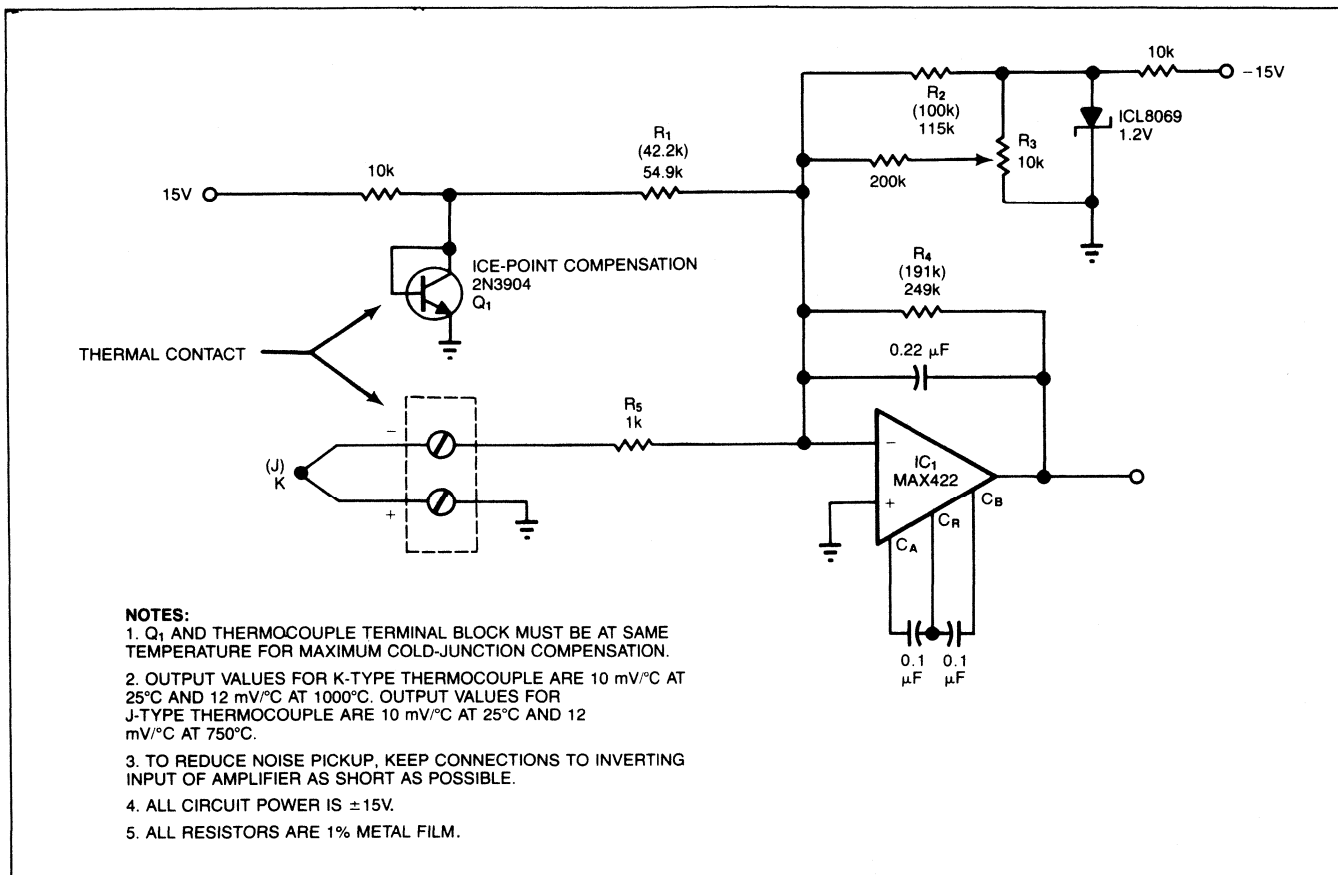 10k
−15V
R2
(100k)
115k
ICL8069
1.2V
R3
10k
R1
(42.2k)
54.9k
10k
15V
200k
ICE-POINT COMPENSATION
2N3904
Q1
R4
(191k)
249k
THERMAL CONTACT
0.22 µF
R5
1k
−
(J)
K
+
−
IC1
MAX422
+
CB
CR
CA
0.1
µF
0.1
µF
NOTES:
1. Q1 AND THERMOCOUPLE TERMINAL BLOCK MUST BE AT SAME
TEMPERATURE FOR MAXIMUM COLD-JUNCTION COMPENSATION.
2. OUTPUT VALUES FOR K-TYPE THERMOCOUPLE ARE 10 mV/°C AT
25°C AND 12 mV/°C AT 1000°C. OUTPUT VALUES FOR
J-TYPE THERMOCOUPLE ARE 10 mV/°C AT 25°C AND 12
mV/°C AT 750°C.
3. TO REDUCE NOISE PICKUP, KEEP CONNECTIONS TO INVERTING
INPUT OF AMPLIFIER AS SHORT AS POSSIBLE.
4. ALL CIRCUIT POWER IS ±15V.
5. ALL RESISTORS ARE 1% METAL FILM.